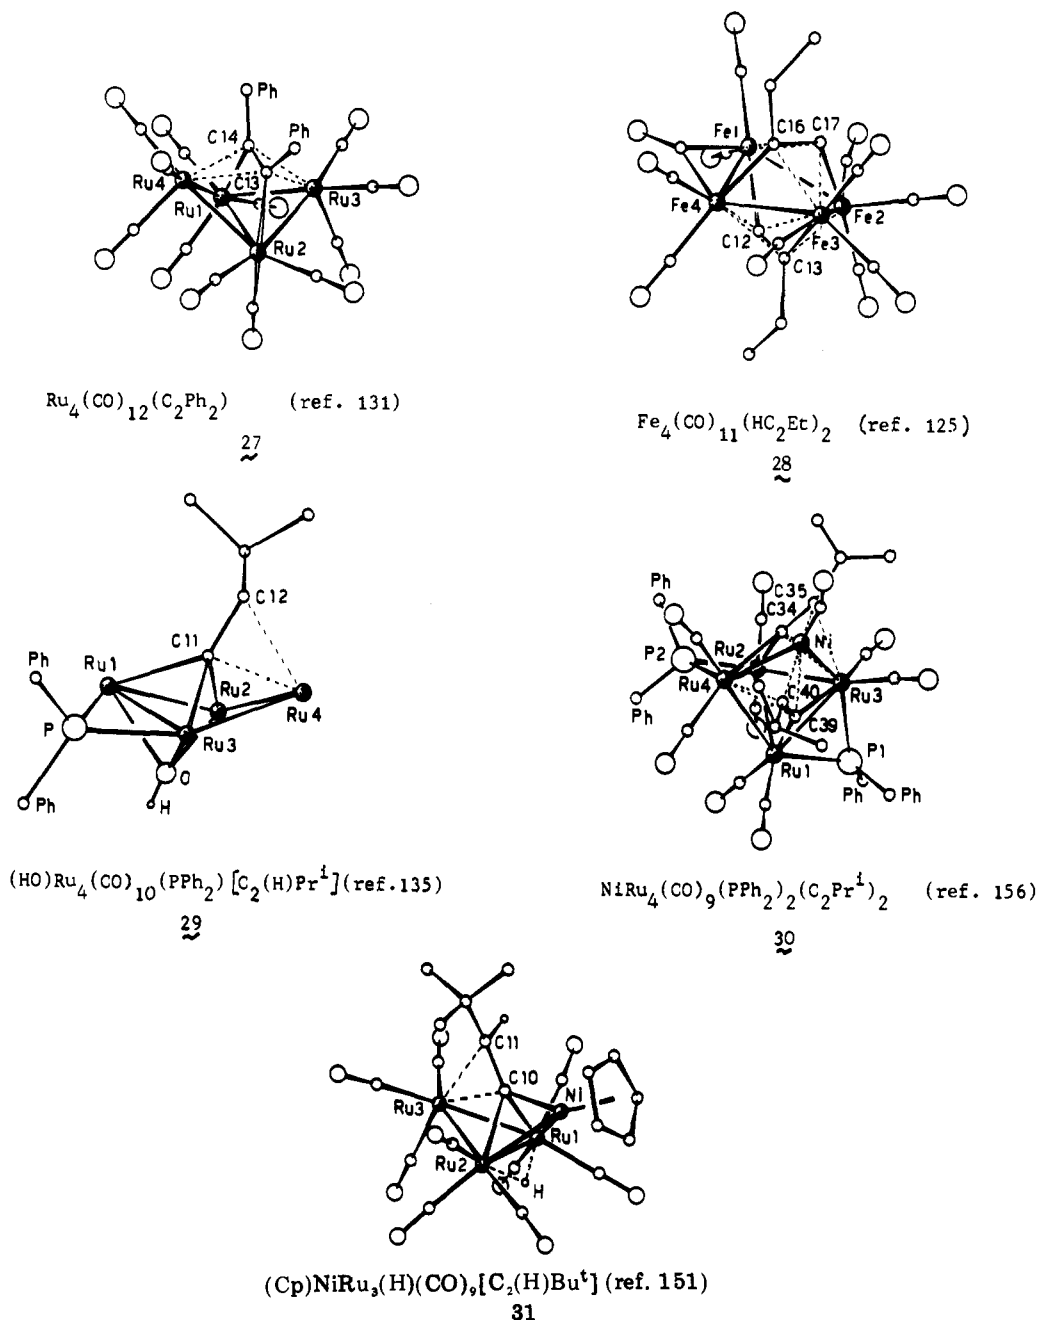 Ph
Ph
C14
C13
Ru4
Ru1
Ru3
Ru2
Ru₄(CO)₁₂(C₂Ph₂) (ref. 131)
27
Fe1
C16
C17
Fe4
Fe2
C12
Fe3
C13
Fe₄(CO)₁₁(HC₂Et)₂ (ref. 125)
28
C12
C11
Ph
Ru1
Ru2
Ru4
P
Ru3
O
H
Ph
(HO)Ru₄(CO)₁₀(PPh₂)[C₂(H)Prⁱ](ref.135)
29
Ph
C35
C34
Ni
P2
Ru2
Ru4
Ru3
Ph
C40
C39
Ru1
P1
Ph
Ph
NiRu₄(CO)₉(PPh₂)₂(C₂Prⁱ)₂ (ref. 156)
30
C11
C10
Ni
Ru3
Ru1
Ru2
H
(Cp)NiRu₃(H)(CO)₉[C₂(H)Buᵗ] (ref. 151)
31